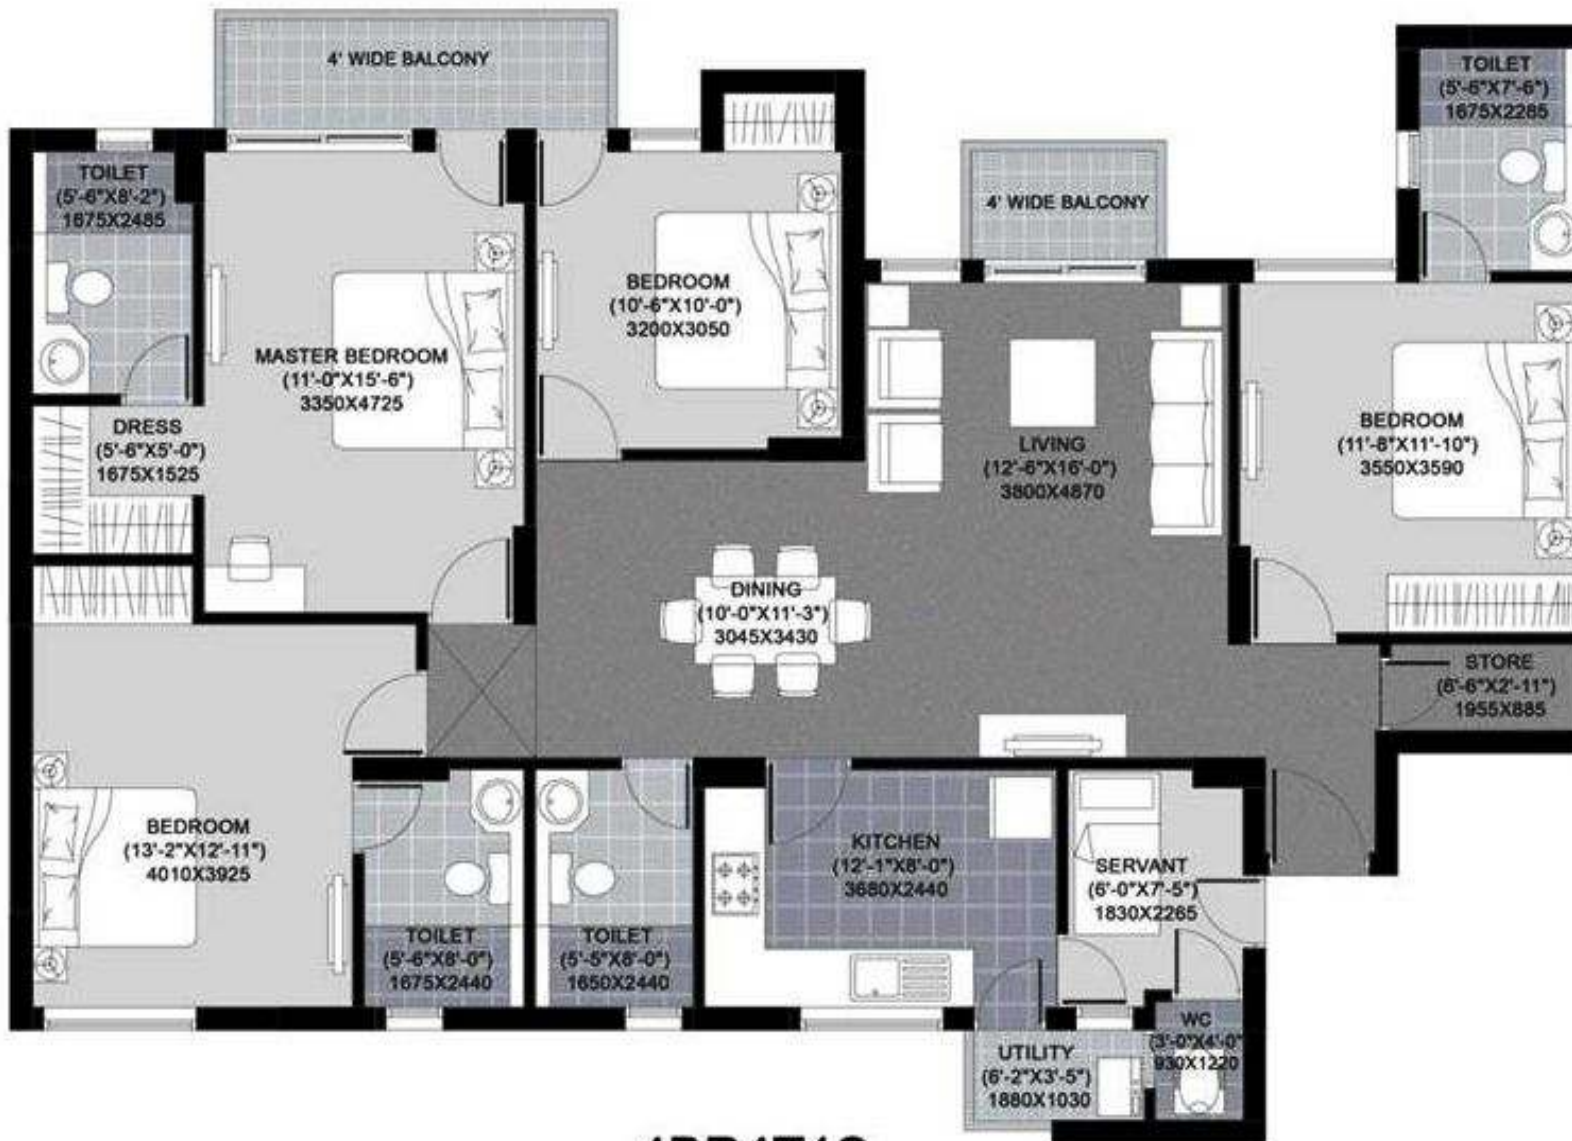 4' WIDE BALCONY
TOILET
(5'-6"X7'-6")
1675X2285
TOILET
(5'-6"X8'-2")
1675X2485
4' WIDE BALCONY
BEDROOM
(10'-6"X10'-0")
3200X3050
MASTER BEDROOM
(11'-0"X15'-6")
3350X4725
DRESS
(5'-6"X5'-0")
1675X1525
LIVING
(12'-6"X16'-0")
3800X4870
BEDROOM
(11'-8"X11'-10")
3550X3590
DINING
(10'-0"X11'-3")
3045X3430
STORE
(6'-6"X2'-11")
1955X885
BEDROOM
(13'-2"X12'-11")
4010X3925
KITCHEN
(12'-1"X8'-0")
3680X2440
SERVANT
(6'-0"X7'-5")
1830X2265
TOILET
(5'-6"X8'-0")
1675X2440
TOILET
(5'-5"X8'-0")
1650X2440
WC
(3'-0"X4'-0"
930X1220
UTILITY
(6'-2"X3'-5")
1880X1030